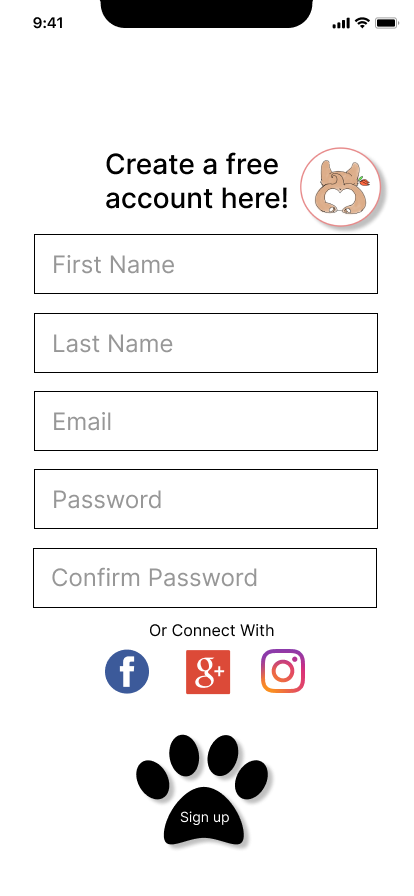 9:41
Create a free
account here!
First Name
Last Name
Email
Password
Confirm Password
Or Connect With
f g+
Sign up